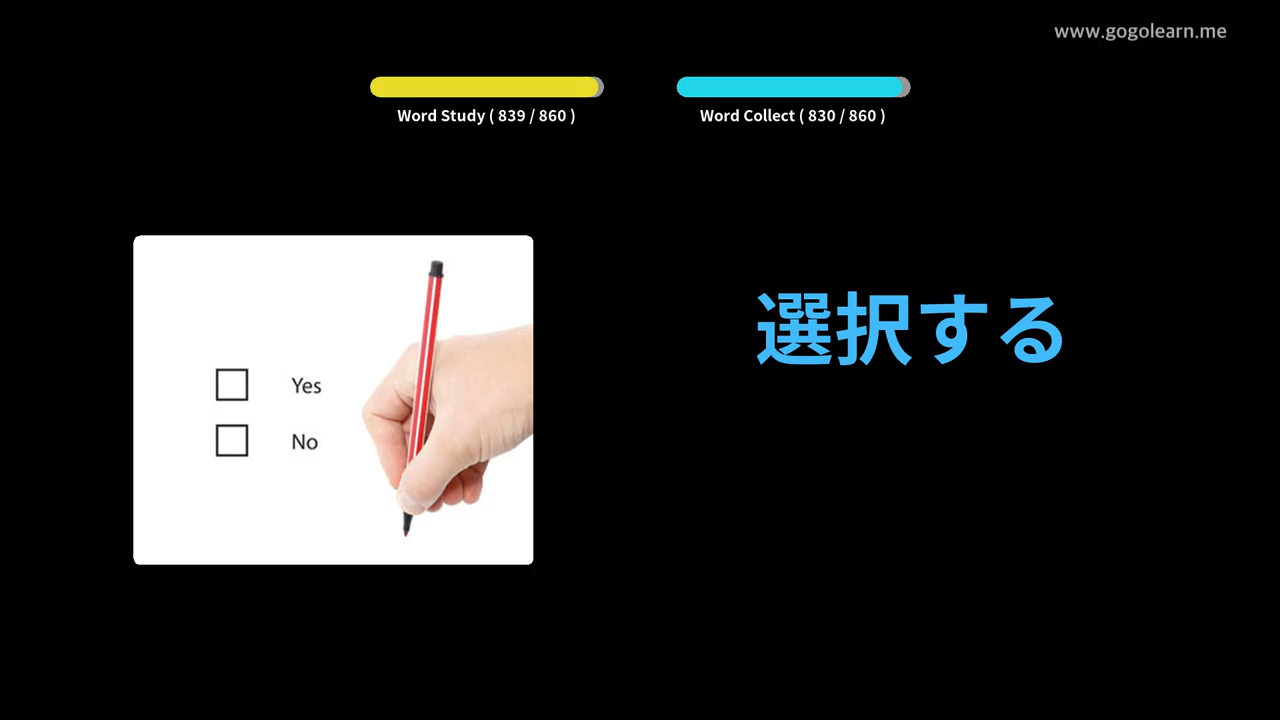 www.gogolearn.me
Word Study ( 839 / 860 )
Word Collect ( 830 / 860 )
選択する
Yes
No